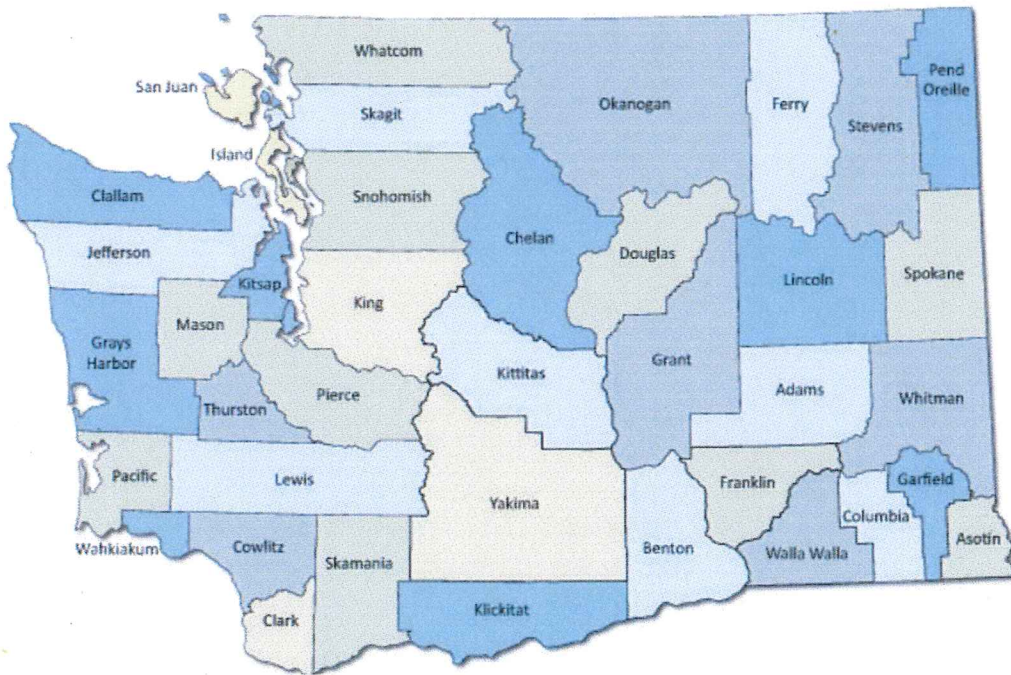 Whatcom
San Juan
Skagit
Okanogan
Ferry
Stevens
Pend
Oreille
Island
Clallam
Snohomish
Jefferson
Chelan
Douglas
Lincoln
Spokane
Kitsap
King
Mason
Grays
Harbor
Kittitas
Grant
Adams
Whitman
Thurston
Pierce
Pacific
Lewis
Yakima
Franklin
Garfield
Columbia
Asotin
Wahkiakum
Cowlitz
Skamania
Benton
Walla Walla
Klickitat
Clark